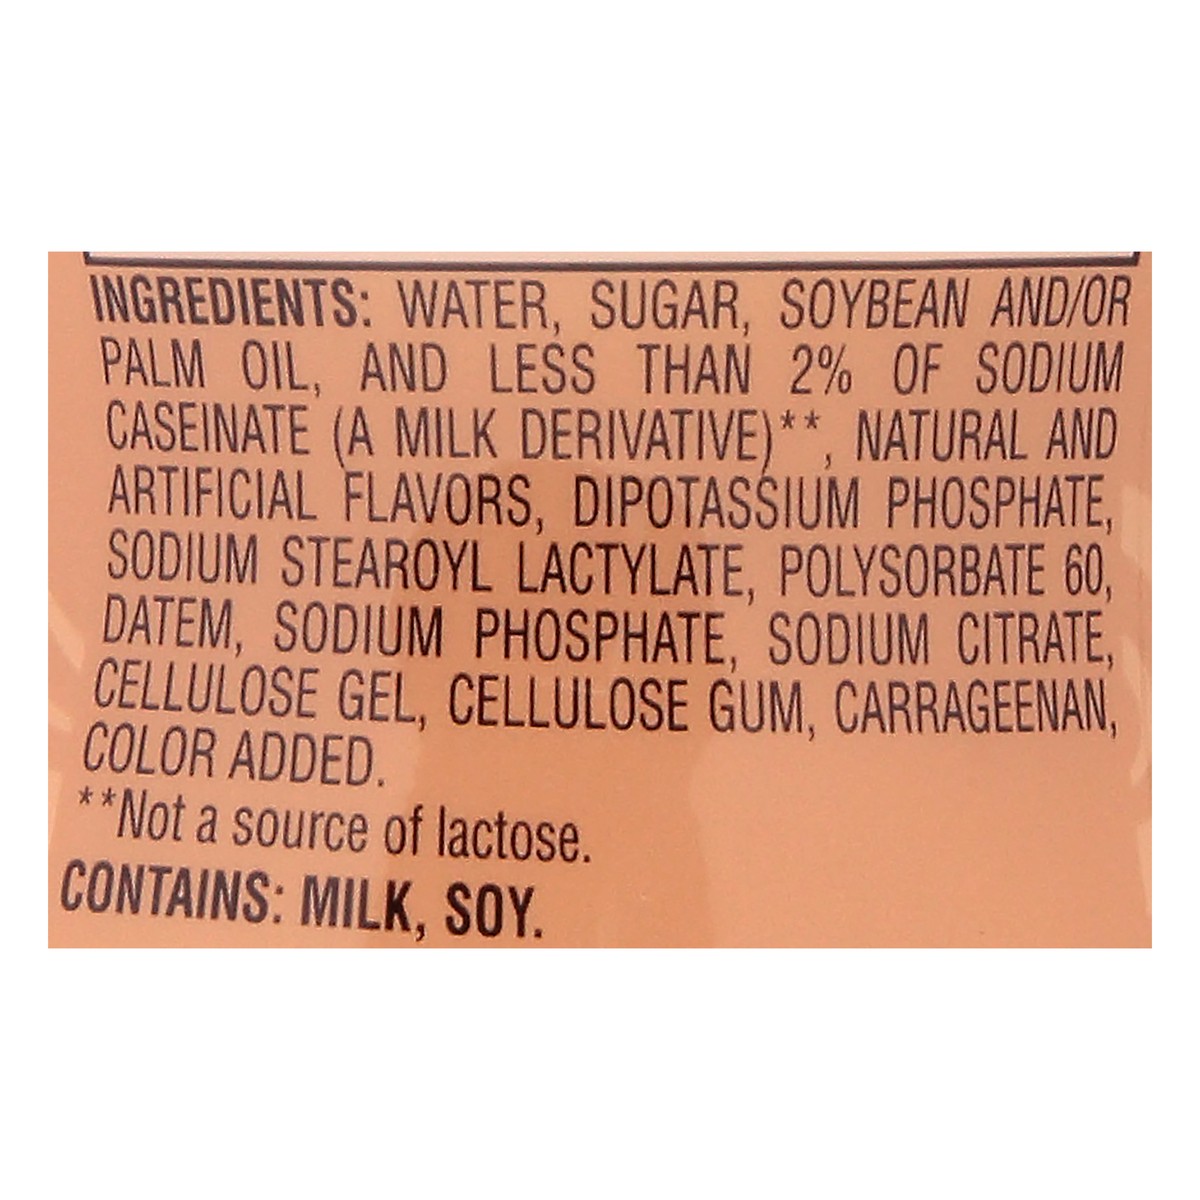 INGREDIENTS: WATER, SUGAR, SOYBEAN AND/OR
PALM OIL, AND LESS THAN 2% OF SODIUM
CASEINATE (A MILK DERIVATIVE)**, NATURAL AND
ARTIFICIAL FLAVORS, DIPOTASSIUM PHOSPHATE,
SODIUM STEAROYL LACTYLATE, POLYSORBATE 60,
DATEM, SODIUM PHOSPHATE, SODIUM CITRATE,
CELLULOSE GEL, CELLULOSE GUM, CARRAGEENAN,
COLOR ADDED.
**Not a source of lactose.
CONTAINS: MILK, SOY.